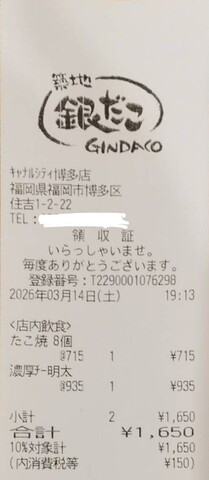 築地
銀だこ
GINDACO
キャナルシティ博多店
福岡県福岡市博多区
住吉1-2-22
TEL:
領 収 証
いらっしゃいませ。
毎度ありがとうございます。
登録番号: T2290001076298
2026年03月14日(土) 19:13
<店内飲食>
たこ焼 8個
@715 1 ¥715
濃厚チー明太
@935 1 ¥935
小計 2 ¥1,650
合計 ¥1,650
10%対象計 ¥1,650
(内消費税等 ¥150)